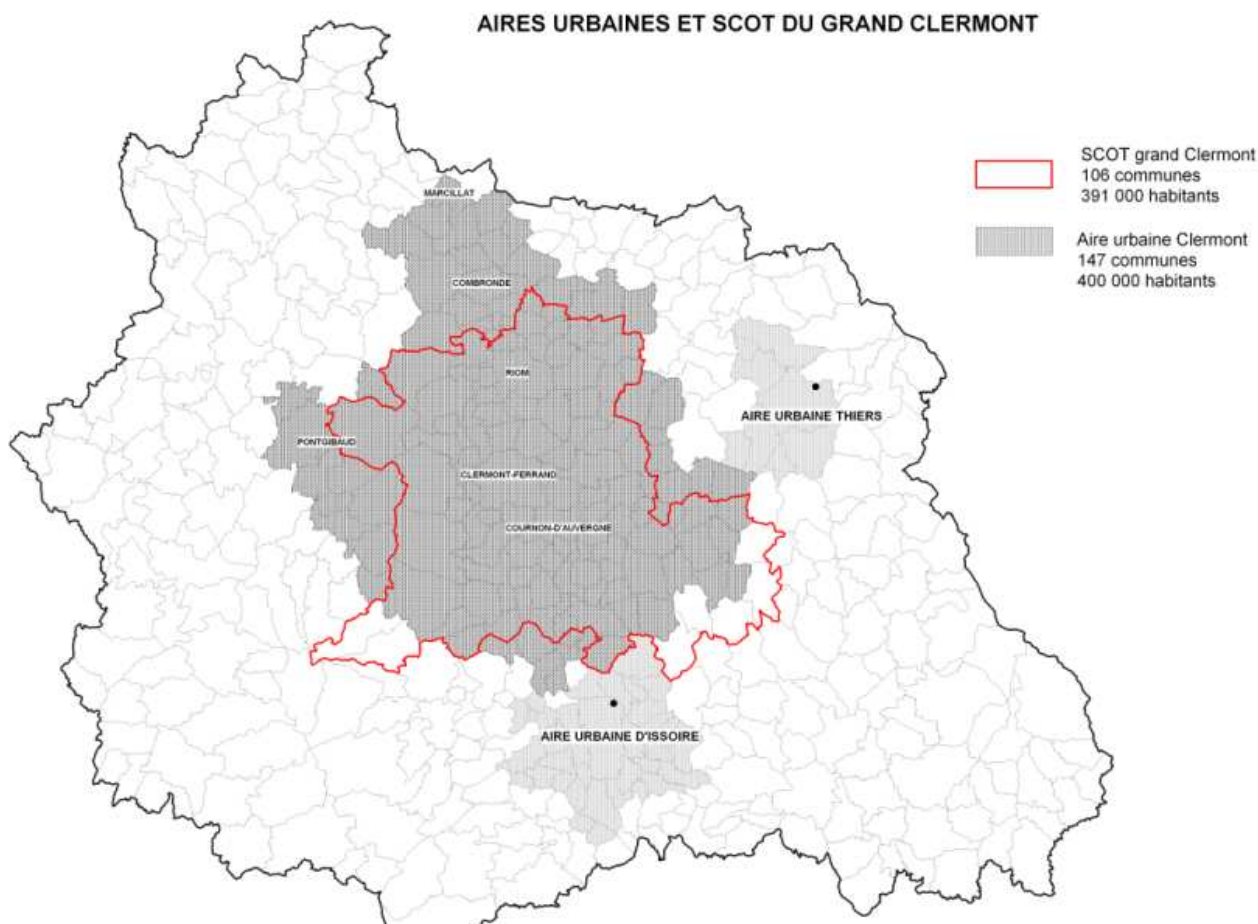 AIRES URBAINES ET SCOT DU GRAND CLERMONT
SCOT grand Clermont
106 communes
391 000 habitants
Aire urbaine Clermont
147 communes
400 000 habitants
MARCILLAT
COMBRONDE
RIOM
AIRE URBAINE THIERS
PONTGIBAUD
CLERMONT-FERRAND
COURNON-D'AUVERGNE
AIRE URBAINE D'ISSOIRE